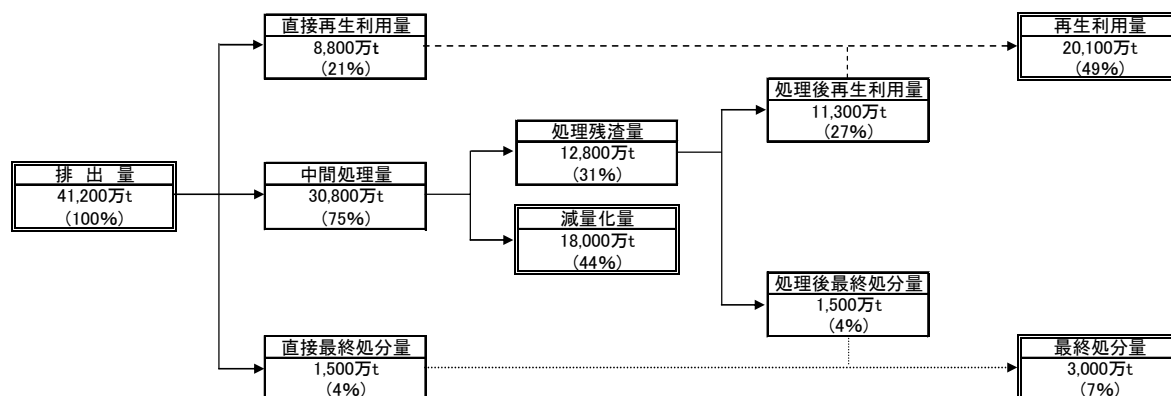 直接再生利用量
8,800万t
(21%)
再生利用量
20,100万t
(49%)
処理後再生利用量
11,300万t
(27%)
処理残渣量
12,800万t
(31%)
排 出 量
41,200万t
(100%)
中間処理量
30,800万t
(75%)
減量化量
18,000万t
(44%)
処理後最終処分量
1,500万t
(4%)
直接最終処分量
1,500万t
(4%)
最終処分量
3,000万t
(7%)